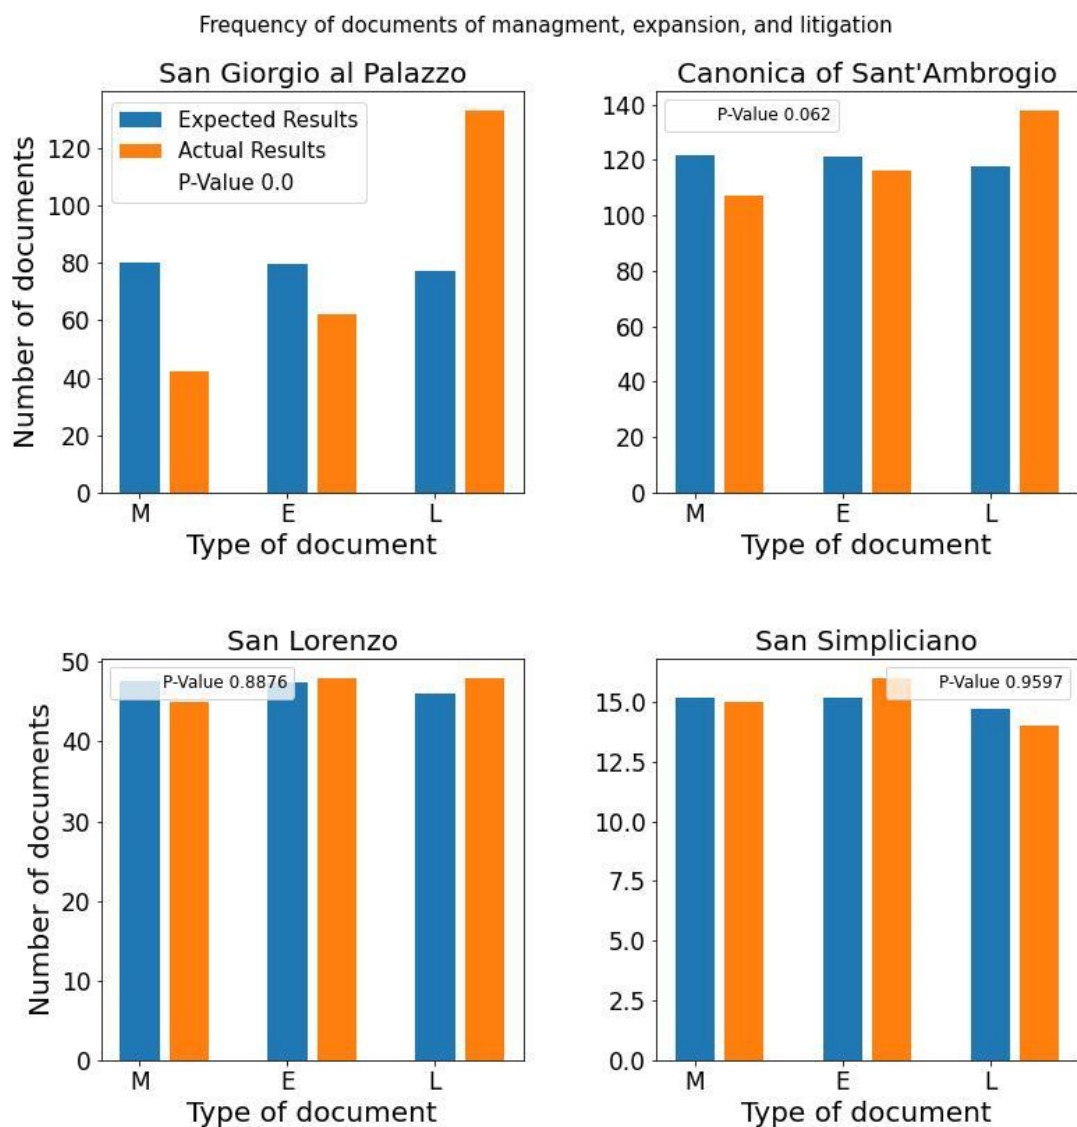 Frequency of documents of managment, expansion, and litigation
San Giorgio al Palazzo
Number of documents
120
100
80
60
40
20
0
Expected Results
Actual Results
P-Value 0.0
M E L
Type of document
Canonica of Sant'Ambrogio
140
120
100
80
60
40
20
0
P-Value 0.062
M E L
Type of document
San Lorenzo
Number of documents
50
40
30
20
10
0
P-Value 0.8876
M E L
Type of document
San Simpliciano
15.0
12.5
10.0
7.5
5.0
2.5
0.0
P-Value 0.9597
M E L
Type of document